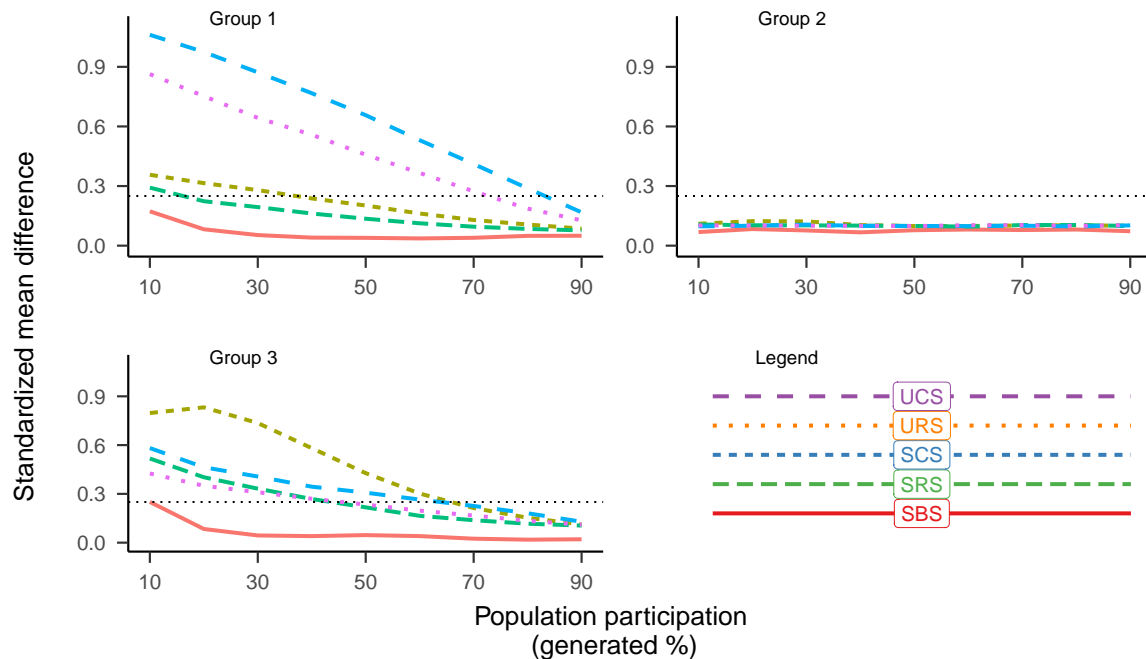 Group 1
Group 2
Standardized mean difference
0.9
0.6
0.3
0.0
10
30
50
70
90
0.9
0.6
0.3
0.0
10
30
50
70
90
Group 3
Legend
0.9
0.6
0.3
0.0
10
30
50
70
90
UCS
URS
SCS
SRS
SBS
Population participation
(generated %)